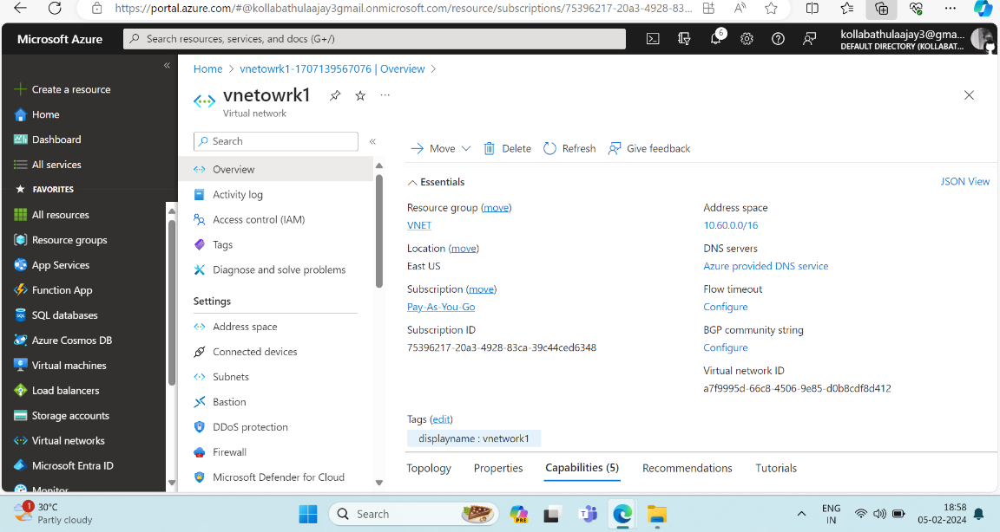 https://portal.azure.com/#@kollabathulaajay3gmail.onmicrosoft.com/resource/subscriptions/75396217-20a3-4928-83...
Microsoft Azure
Search resources, services, and docs (G+/)
6
kollabathulaajay3@gma...
DEFAULT DIRECTORY (KOLLABAT...
Create a resource
Home
Dashboard
All services
FAVORITES
All resources
Resource groups
App Services
Function App
SQL databases
Azure Cosmos DB
Virtual machines
Load balancers
Storage accounts
Virtual networks
Microsoft Entra ID
Monitor
Home > vnetowrk1-1707139567076 | Overview >
vnetowrk1
Virtual network
Search
Overview
Activity log
Access control (IAM)
Tags
Diagnose and solve problems
Settings
Address space
Connected devices
Subnets
Bastion
DDoS protection
Firewall
Microsoft Defender for Cloud
Move Delete Refresh Give feedback
Essentials
JSON View
Resource group (move)
VNET
Location (move)
East US
Subscription (move)
Pay-As-You-Go
Subscription ID
75396217-20a3-4928-83ca-39c44ced6348
Address space
10.60.0.0/16
DNS servers
Azure provided DNS service
Flow timeout
Configure
BGP community string
Configure
Virtual network ID
a7f9995d-66c8-4506-9e85-d0b8cdf8d412
Tags (edit)
displayname : vnetwork1
Topology Properties Capabilities (5) Recommendations Tutorials
1
30°C
Partly cloudy
Search
PRE
ENG
IN
18:58
05-02-2024